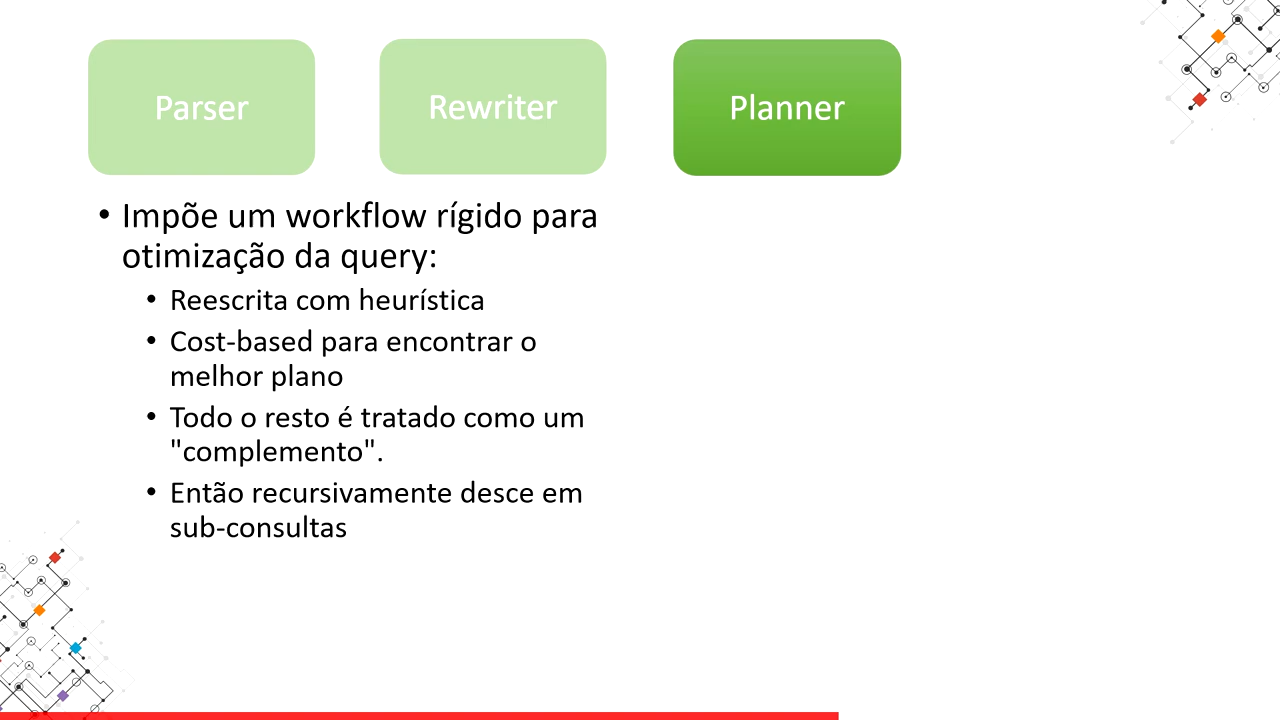 Parser
Rewriter
Planner
• Impõe um workflow rígido para
otimização da query:
• Reescrita com heurística
• Cost-based para encontrar o
melhor plano
• Todo o resto é tratado como um
"complemento".
• Então recursivamente desce em
sub-consultas